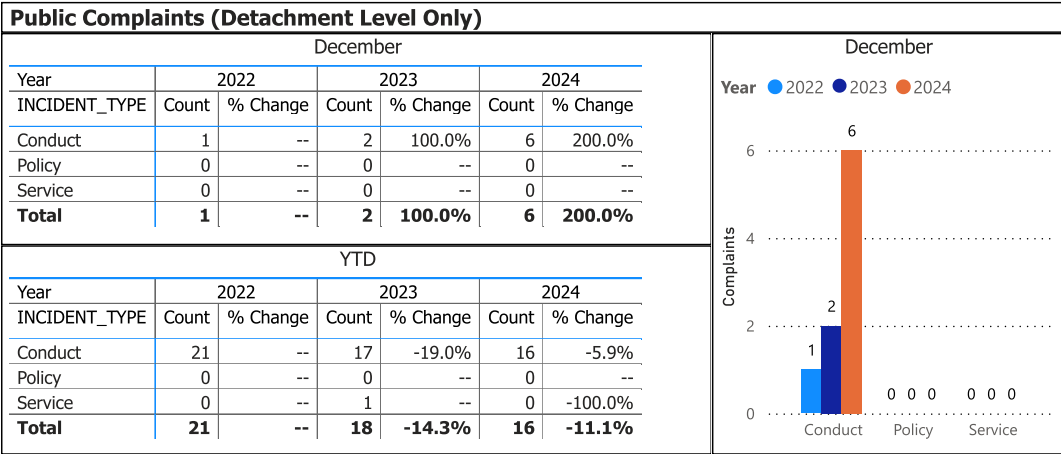 Public Complaints (Detachment Level Only)
December
Year 2022 2023 2024
INCIDENT_TYPE Count % Change Count % Change Count % Change
Conduct 1 -- 2 100.0% 6 200.0%
Policy 0 -- 0 -- 0 --
Service 0 -- 0 -- 0 --
Total 1 -- 2 100.0% 6 200.0%
YTD
Year 2022 2023 2024
INCIDENT_TYPE Count % Change Count % Change Count % Change
Conduct 21 -- 17 -19.0% 16 -5.9%
Policy 0 -- 0 -- 0 --
Service 0 -- 1 -- 0 -100.0%
Total 21 -- 18 -14.3% 16 -11.1%
December
Year 2022 2023 2024
Complaints
6
4
2
0
1
2
6
0 0 0
0 0 0
Conduct Policy Service